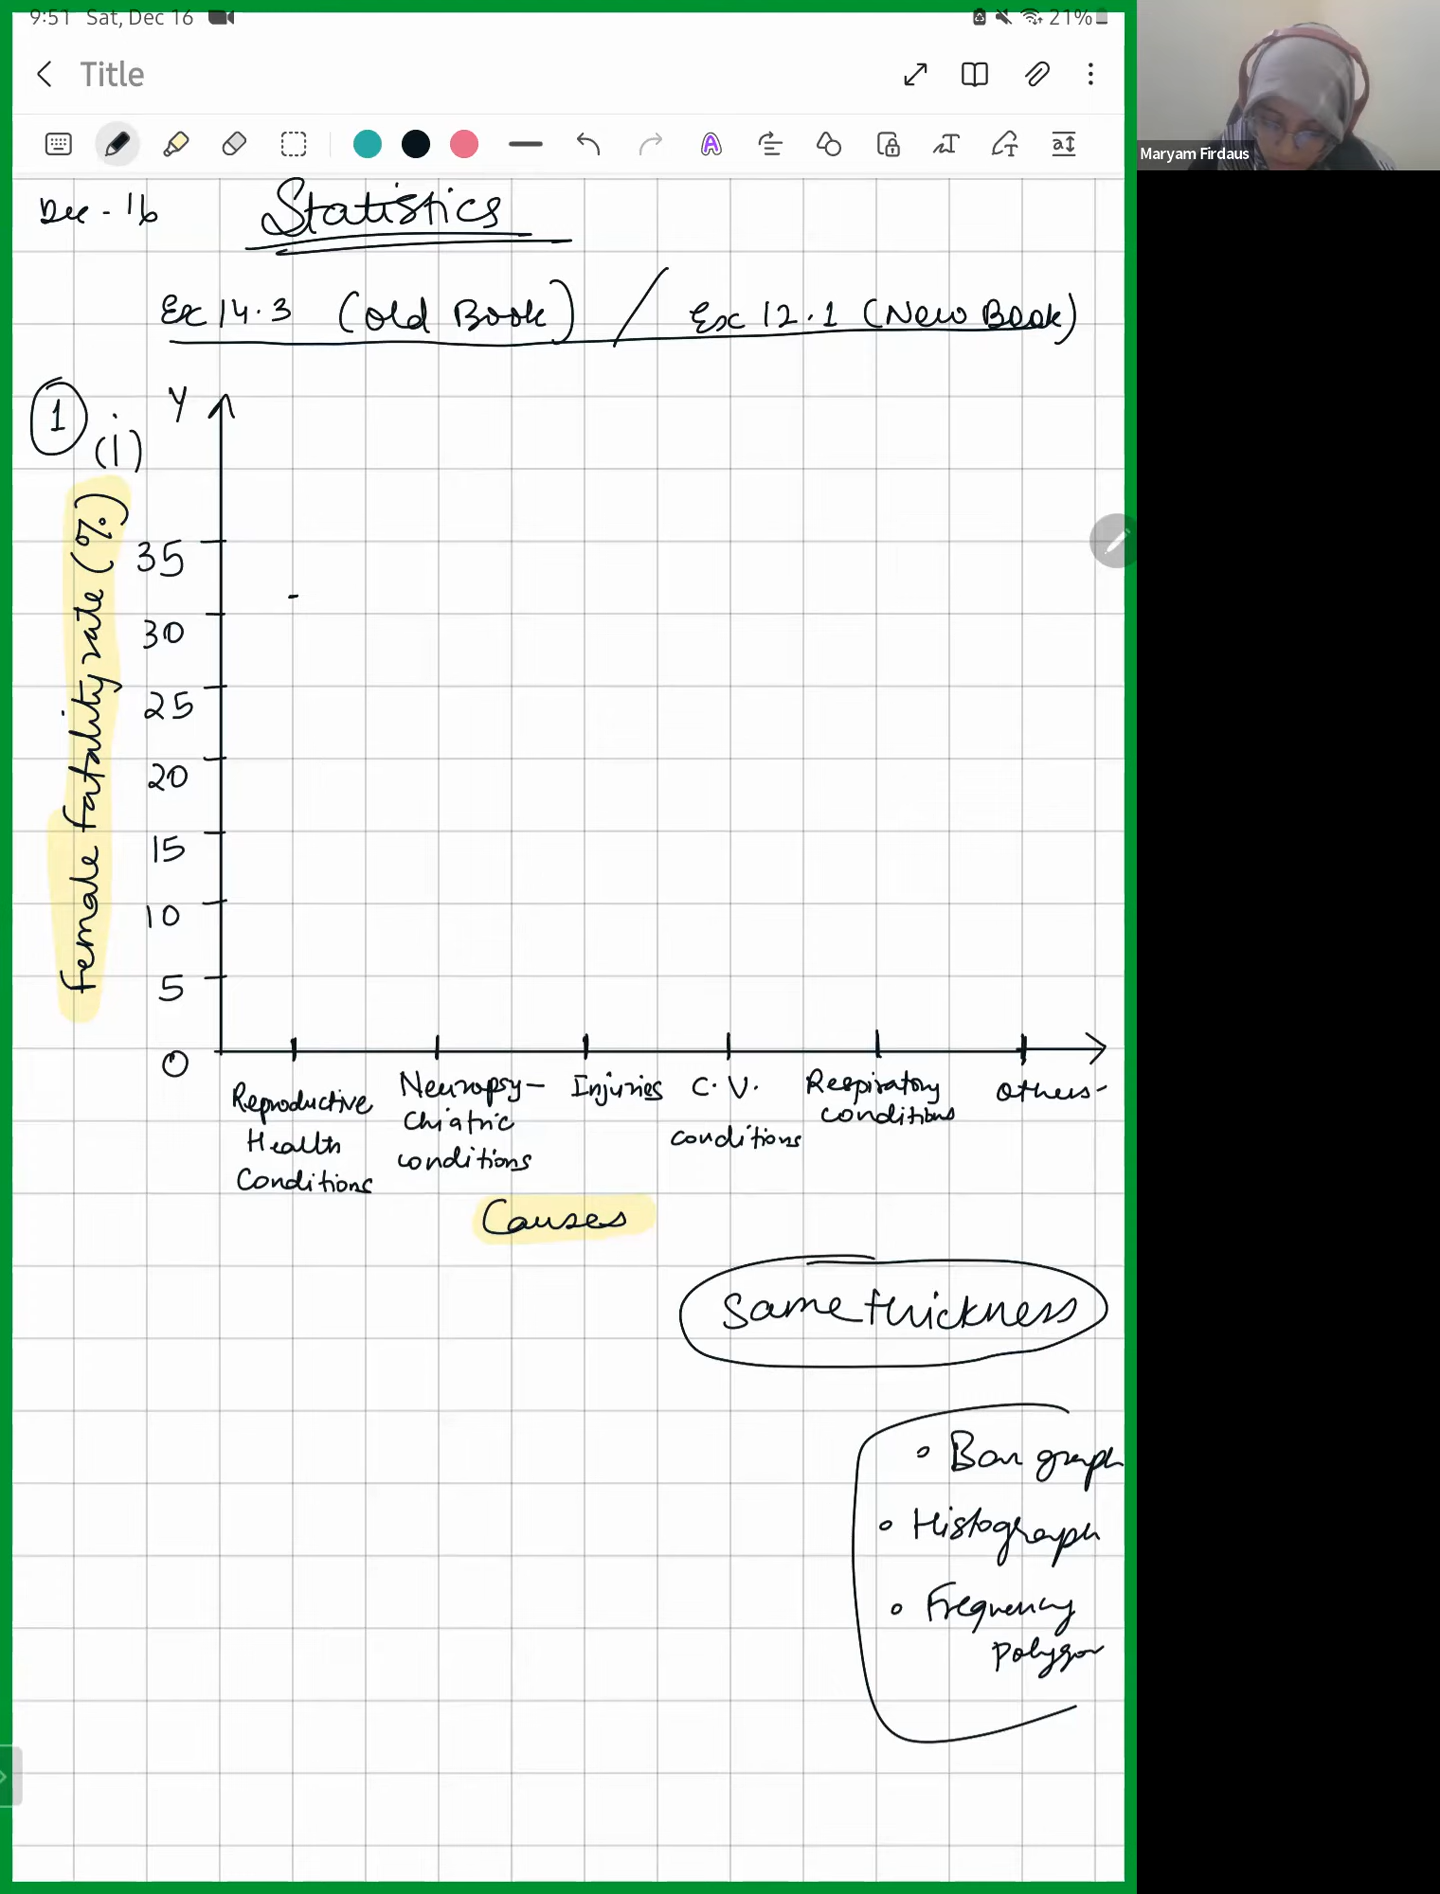 9:51 Sat, Dec 16
21%
Title
Maryam Firdaus
Dec - 16
Statistics
Ex 14.3 (old Book) / Ex 12.1 (New Book)
1
(i)
Y
Female fatality rate (%)
35
30
25
20
15
10
5
0
Reproductive
Health
Conditions
Neuropsy-
chiatric
conditions
Injuries
C.V.
conditions
Respiratory
conditions
others
Causes
Same thickness
Bar graph
Histograph
Frequency
polygon